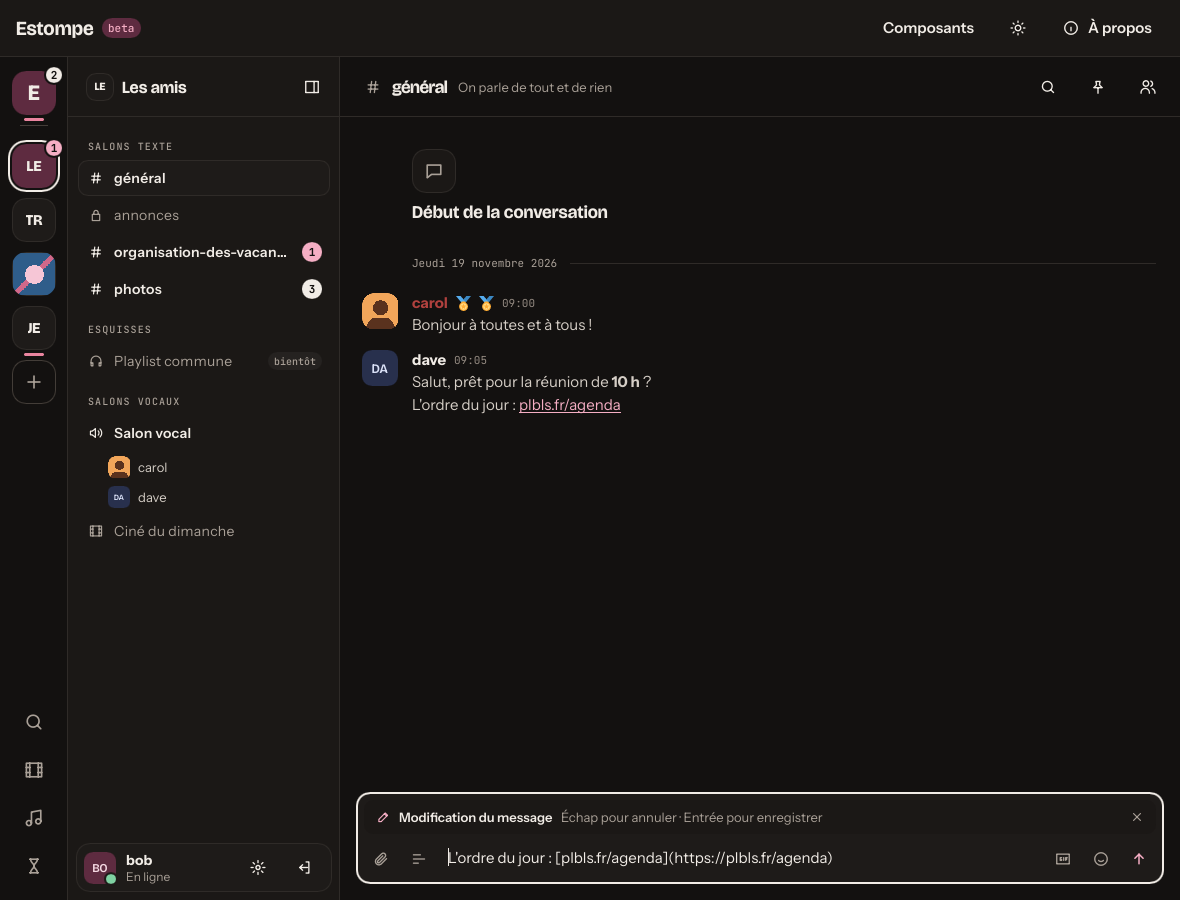 Estompe beta
Composants
À propos
E 2
LE 1
TR
JE
LE Les amis
SALONS TEXTE
# général
annonces
# organisation-des-vacan... 1
# photos 3
ESQUISSES
Playlist commune bientôt
SALONS VOCAUX
Salon vocal
carol
DA dave
Ciné du dimanche
BO bob
En ligne
# général On parle de tout et de rien
Début de la conversation
Jeudi 19 novembre 2026
carol 09:00
Bonjour à toutes et à tous !
DA dave 09:05
Salut, prêt pour la réunion de 10 h ?
L'ordre du jour : plbls.fr/agenda
Modification du message Échap pour annuler · Entrée pour enregistrer
L'ordre du jour : [plbls.fr/agenda](https://plbls.fr/agenda)
GIF